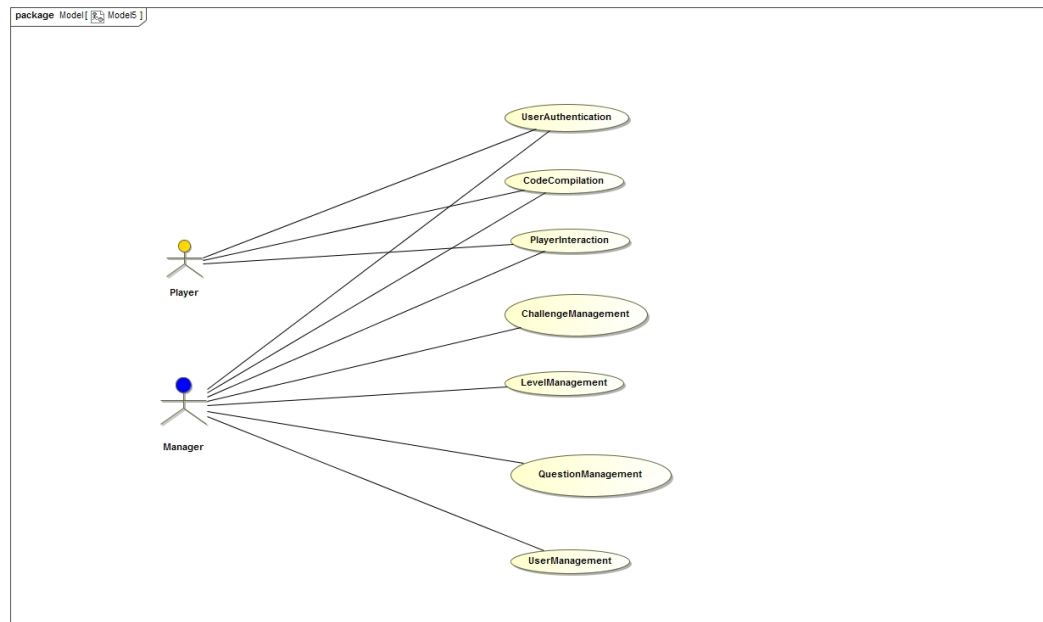 package Model [ Model5 ]
UserAuthentication
CodeCompilation
PlayerInteraction
Player
ChallengeManagement
LevelManagement
Manager
QuestionManagement
UserManagement